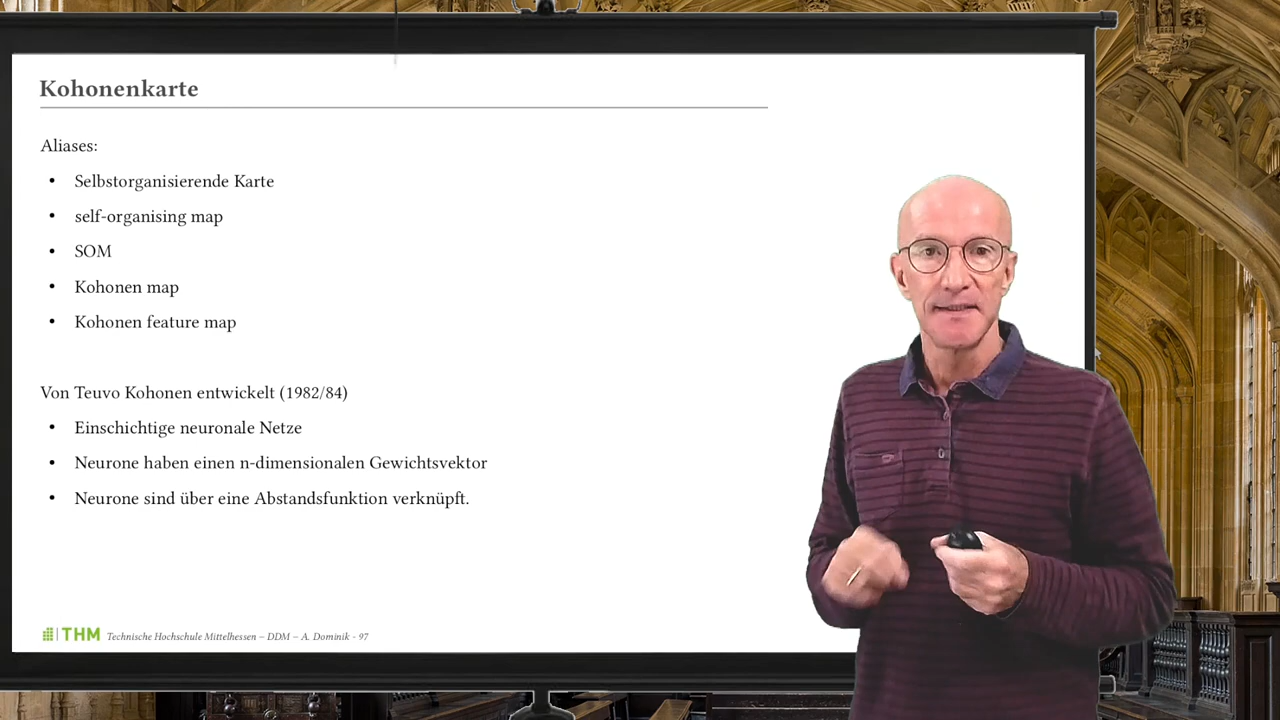 Kohonenkarte
Aliases:
• Selbstorganisierende Karte
• self-organising map
• SOM
• Kohonen map
• Kohonen feature map
Von Teuvo Kohonen entwickelt (1982/84)
• Einschichtige neuronale Netze
• Neurone haben einen n-dimensionalen Gewichtsvektor
• Neurone sind über eine Abstandsfunktion verknüpft.
THM Technische Hochschule Mittelhessen – DDM – A. Dominik - 97